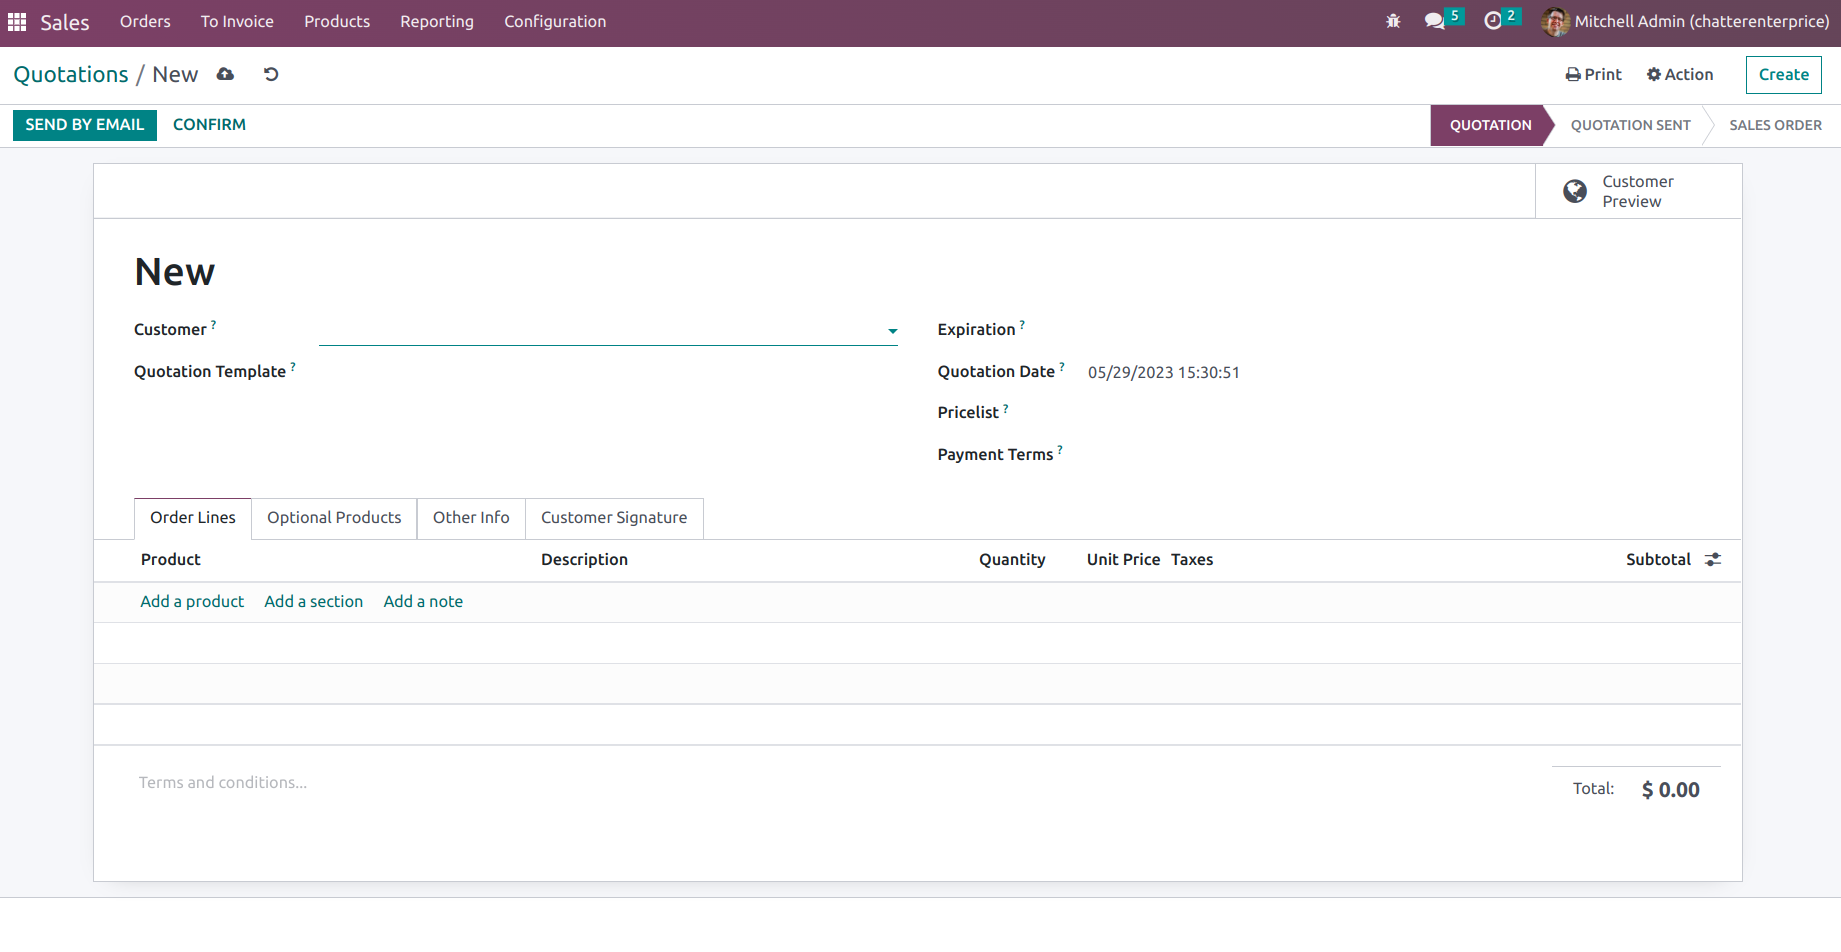 Sales Orders To Invoice Products Reporting Configuration 5 2 Mitchell Admin (chatterenterprice)
Quotations / New Print Action Create
SEND BY EMAIL CONFIRM QUOTATION QUOTATION SENT SALES ORDER
Customer
Preview
New
Customer ? Expiration ?
Quotation Template ? Quotation Date ? 05/29/2023 15:30:51
Pricelist ?
Payment Terms ?
Order Lines Optional Products Other Info Customer Signature
Product Description Quantity Unit Price Taxes Subtotal
Add a product Add a section Add a note
Terms and conditions... Total: $ 0.00